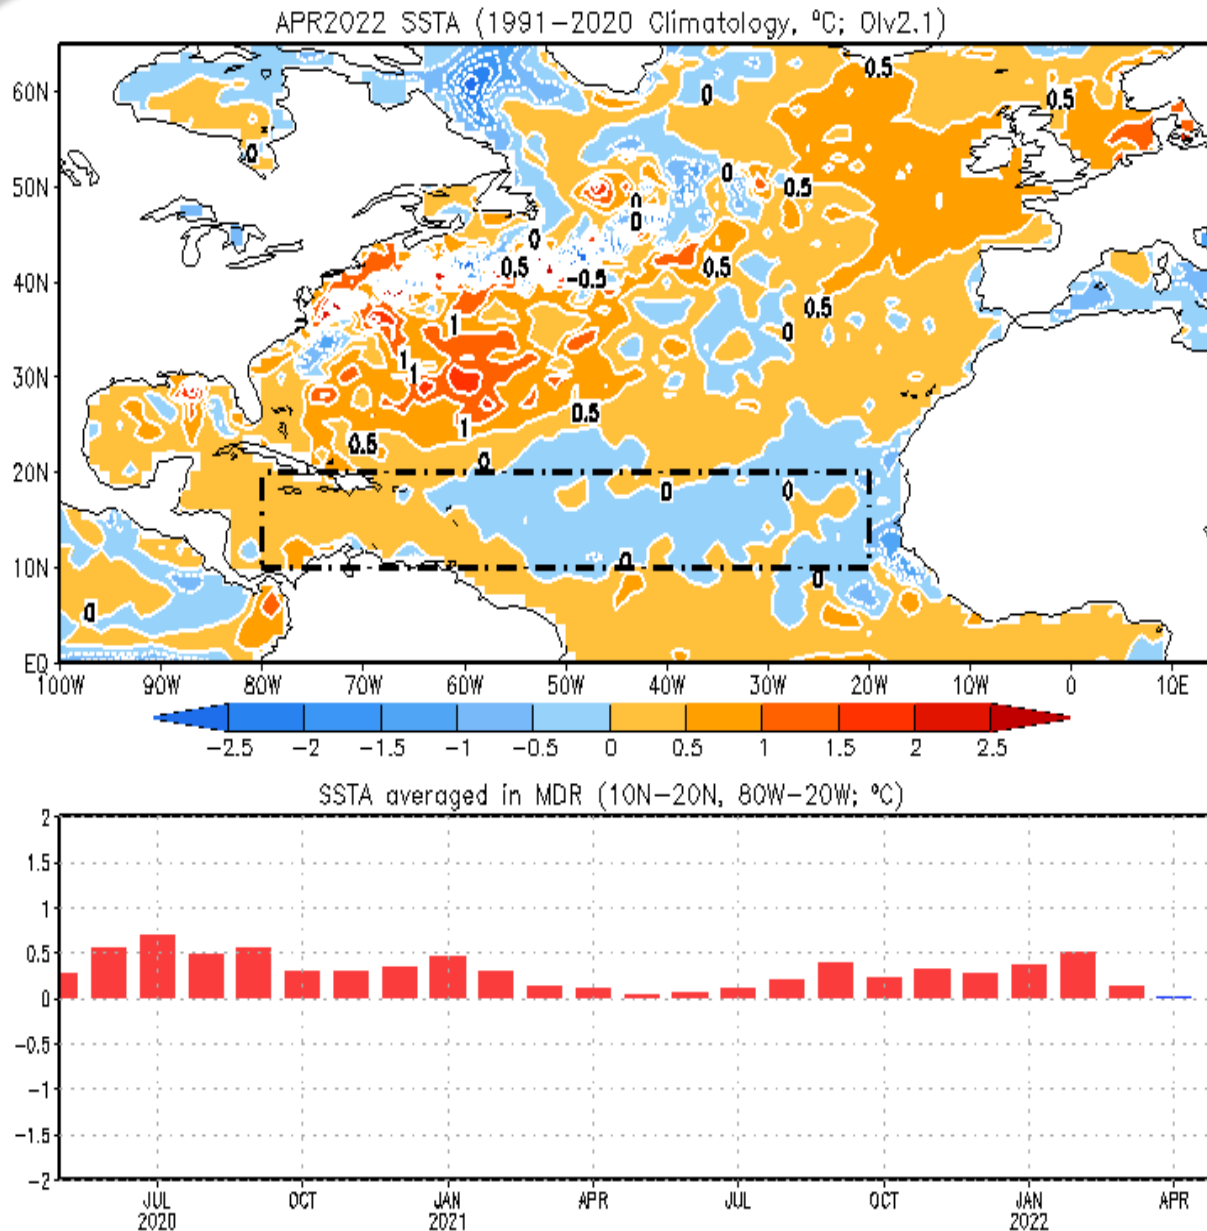 APR2022 SSTA (1991-2020 Climatology, ºC; OIv2.1)
60N
50N
40N
30N
20N
10N
EQ
0.5
0
0.5
0
0
0.5
0
0
0
0.5
-0.5
0.5
0.5
1
0
1
1
0.5
1
0.5
0
0
0
0
0
0
100W 90W 80W 70W 60W 50W 40W 30W 20W 10W 0 10E
-2.5 -2 -1.5 -1 -0.5 0 0.5 1 1.5 2 2.5
SSTA averaged in MDR (10N-20N, 80W-20W; ºC)
2
1.5
1
0.5
0
-0.5
-1
-1.5
-2
JUL OCT JAN APR JUL OCT JAN APR
2020 2021 2022